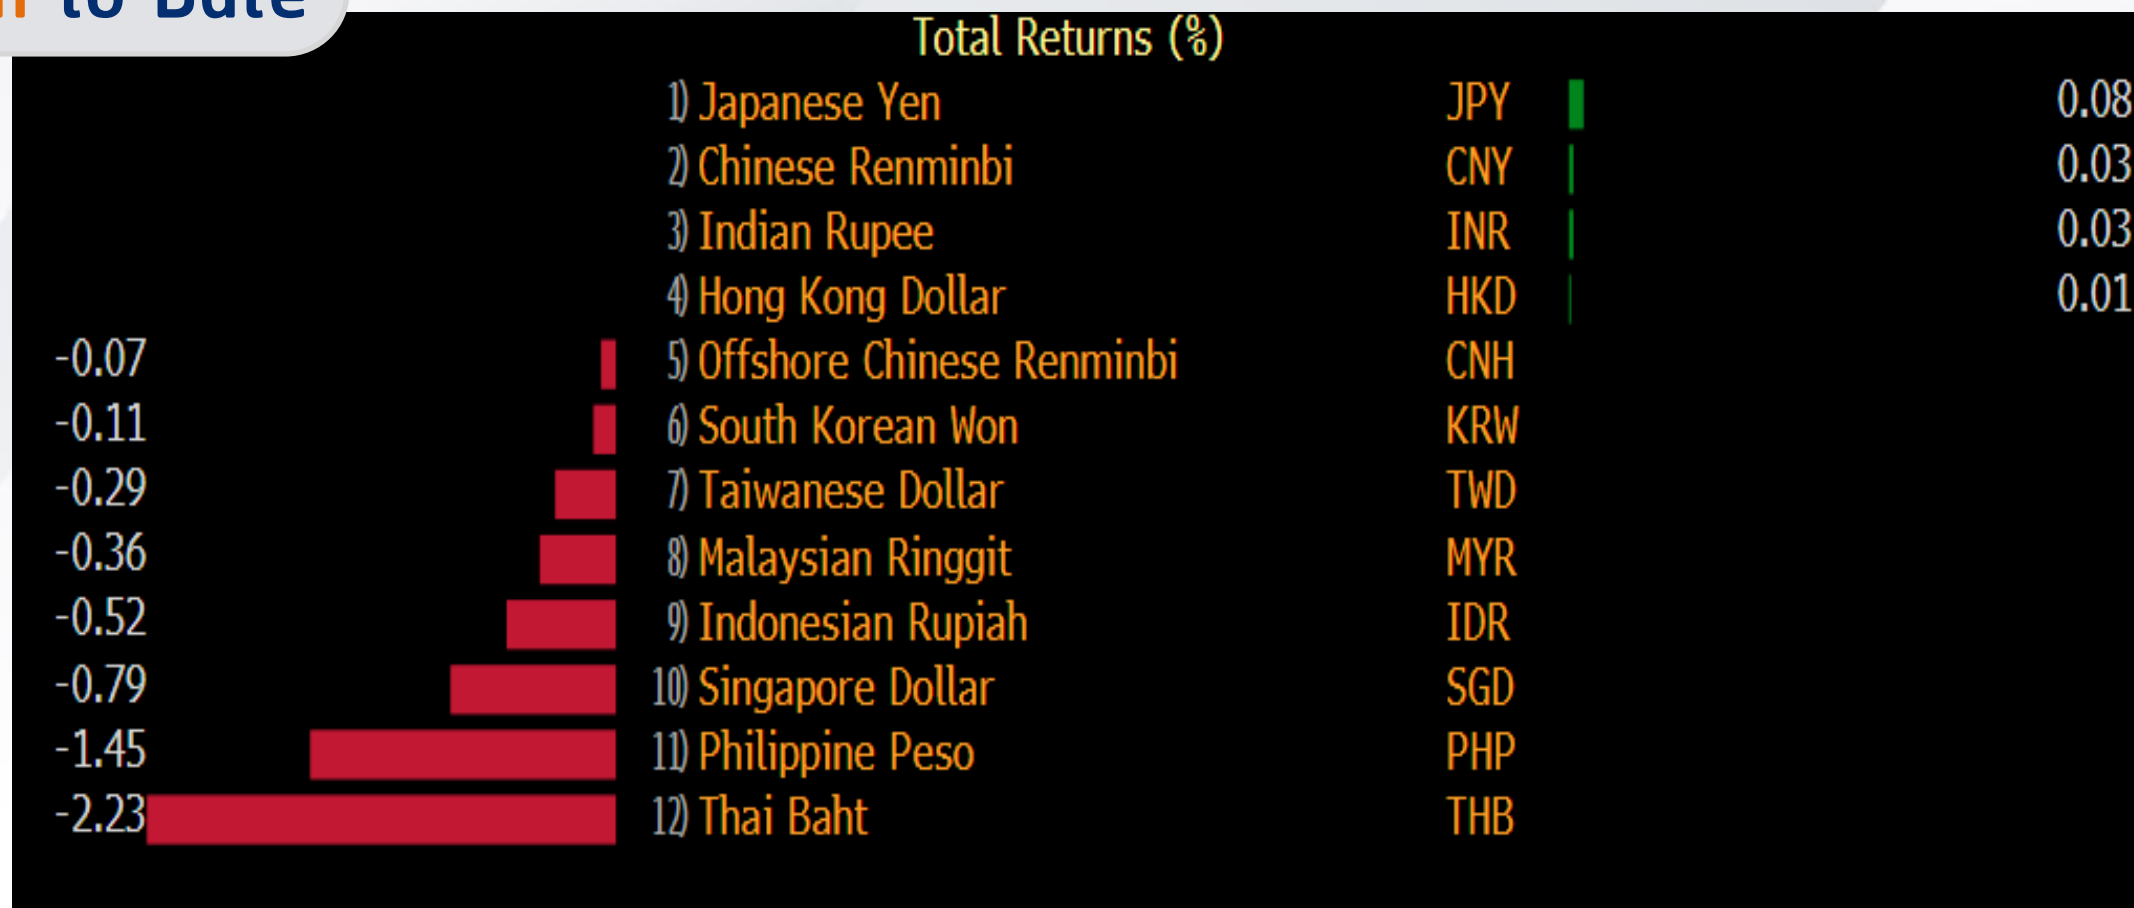 to Date
Total Returns (%)
1) Japanese Yen JPY 0.08
2) Chinese Renminbi CNY 0.03
3) Indian Rupee INR 0.03
4) Hong Kong Dollar HKD 0.01
-0.07 5) Offshore Chinese Renminbi CNH
-0.11 6) South Korean Won KRW
-0.29 7) Taiwanese Dollar TWD
-0.36 8) Malaysian Ringgit MYR
-0.52 9) Indonesian Rupiah IDR
-0.79 10) Singapore Dollar SGD
-1.45 11) Philippine Peso PHP
-2.23 12) Thai Baht THB